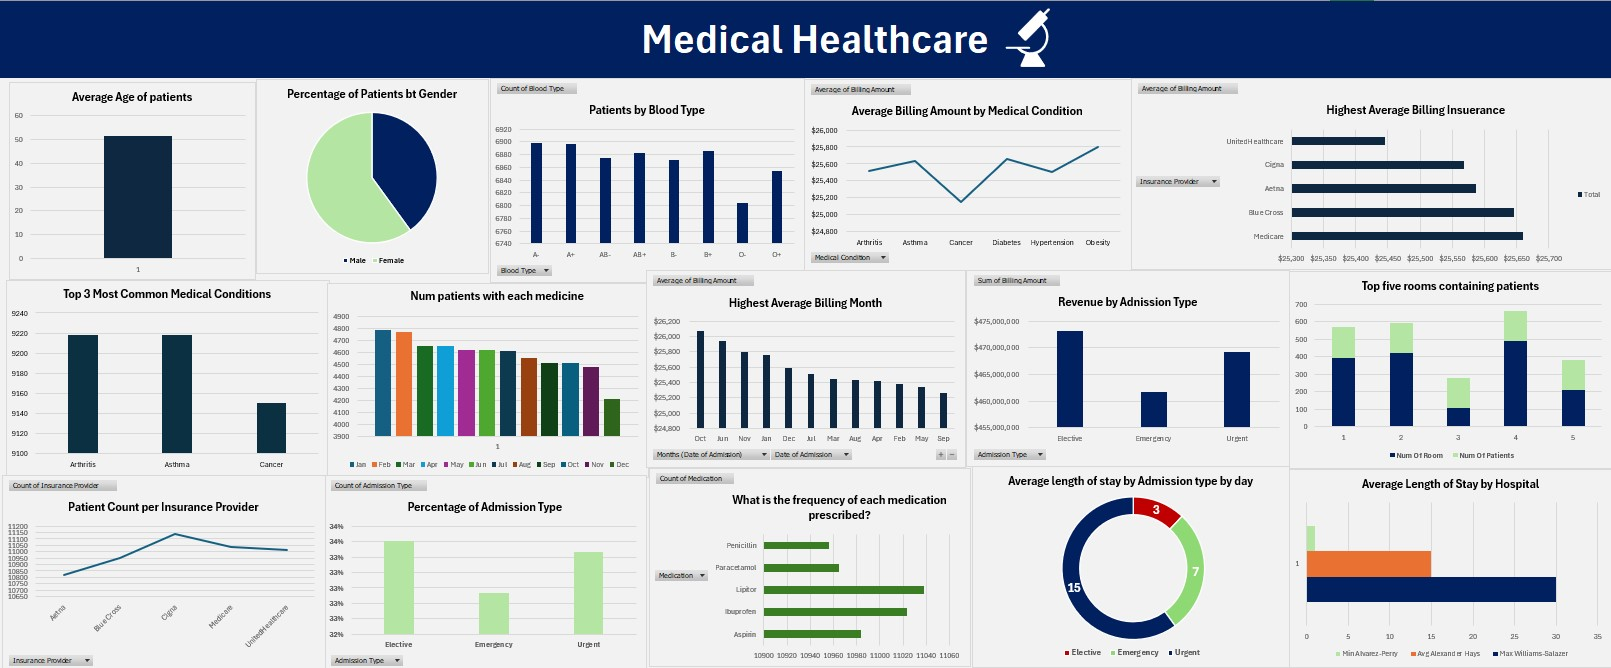 Medical Healthcare
Average Age of patients
60
50
40
30
20
10
0
1
Percentage of Patients bt Gender
Male Female
Count of Blood Type
Patients by Blood Type
6920
6900
6880
6860
6840
6820
6800
6780
6760
6740
A- A+ AB- AB+ B- B+ O- O+
Blood Type
Average of Billing Amount
Average Billing Amount by Medical Condition
$26,000
$25,800
$25,600
$25,400
$25,200
$25,000
$24,800
Arthritis Asthma Cancer Diabetes Hypertension Obesity
Medical Condition
Average of Billing Amount
Highest Average Billing Insuerance
UnitedHealthcare
Cigna
Aetna
Blue Cross
Medicare
Insurance Provider
Total
$25,300 $25,350 $25,400 $25,450 $25,500 $25,550 $25,600 $25,650 $25,700
Top 3 Most Common Medical Conditions
9240
9220
9200
9180
9160
9140
9120
9100
Arthritis Asthma Cancer
Num patients with each medicine
4900
4800
4700
4600
4500
4400
4300
4200
4100
4000
3900
1
Jan Feb Mar Apr May Jun Jul Aug Sep Oct Nov Dec
Average of Billing Amount
Highest Average Billing Month
$26,200
$26,000
$25,800
$25,600
$25,400
$25,200
$25,000
$24,800
Oct Jun Nov Jan Dec Jul Mar Aug Apr Feb May Sep
Months (Date of Admission) Date of Admission + -
Sum of Billing Amount
Revenue by Adnission Type
$475,000,000
$470,000,000
$465,000,000
$460,000,000
$455,000,000
Elective Emergency Urgent
Admission Type
Top five rooms containing patients
700
600
500
400
300
200
100
0
1 2 3 4 5
Num Of Room Num Of Patients
Count of Insurance Provider
Patient Count per Insurance Provider
11200
11150
11100
11050
11000
10950
10900
10850
10800
10750
10700
10650
Aetna Blue Cross Cigna Medicare UnitedHealthcare
Insurance Provider
Count of Admission Type
Percentage of Admission Type
34%
33%
33%
33%
33%
33%
33%
32%
Elective Emergency Urgent
Admission Type
Count of Medication
What is the frequency of each medication
prescribed?
Penicillin
Paracetamol
Lipitor
Ibuprofen
Aspirin
Medication
10900 10920 10940 10960 10980 11000 11020 11040 11060
Average length of stay by Admission type by day
3
7
15
Elective Emergency Urgent
Average Length of Stay by Hospital
1
0 5 10 15 20 25 30 35
Min Alvarez-Perry Avg Alexander Hays Max Williams-Salazer